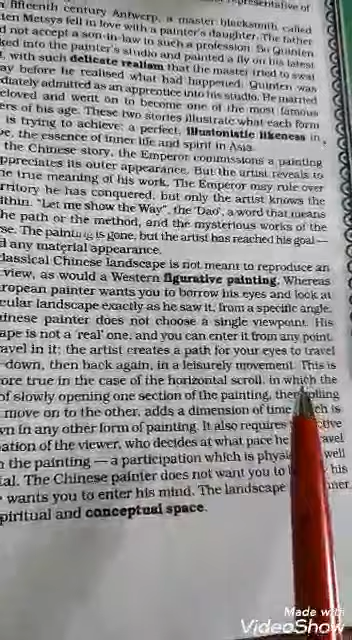 representative of
fifteenth century Antwerp, a master blacksmith called
en Metsys fell in love with a painter's daughter. The father
d not accept a son-in-law in such a profession. So Quinten
ked into the painter's studio and painted a fly on his latest
, with such delicate realism that the master tried to swat
ay before he realised what had happened. Quinten was
diately admitted as an apprentice into his studio. He married
eloved and went on to become one of the most famous
ers of his age. These two stories illustrate what each form
is trying to achieve: a perfect, illusionistic likeness in
pe, the essence of inner life and spirit in Asia.
the Chinese story, the Emperor commissions a painting
ppreciates its outer appearance. But the artist reveals to
he true meaning of his work. The Emperor may rule over
rritory he has conquered, but only the artist knows the
ithin. "Let me show the Way", the 'Dao', a word that means
he path or the method, and the mysterious works of the
se. The painting is gone, but the artist has reached his goal —
d any material appearance.
lassical Chinese landscape is not meant to reproduce an
view, as would a Western figurative painting. Whereas
ropean painter wants you to borrow his eyes and look at
cular landscape exactly as he saw it, from a specific angle,
inese painter does not choose a single viewpoint. His
ape is not a 'real' one, and you can enter it from any point,
avel in it; the artist creates a path for your eyes to travel
down, then back again, in a leisurely movement. This is
ore true in the case of the horizontal scroll, in which the
of slowly opening one section of the painting, then rolling
move on to the other, adds a dimension of time which is
wn in any other form of painting. It also requires
ation of the viewer, who decides at what pace he
the painting — a participation which is well
ial. The Chinese painter does not want you to his
wants you to enter his mind. The landscape
piritual and conceptual space.
Made with
VideoShow